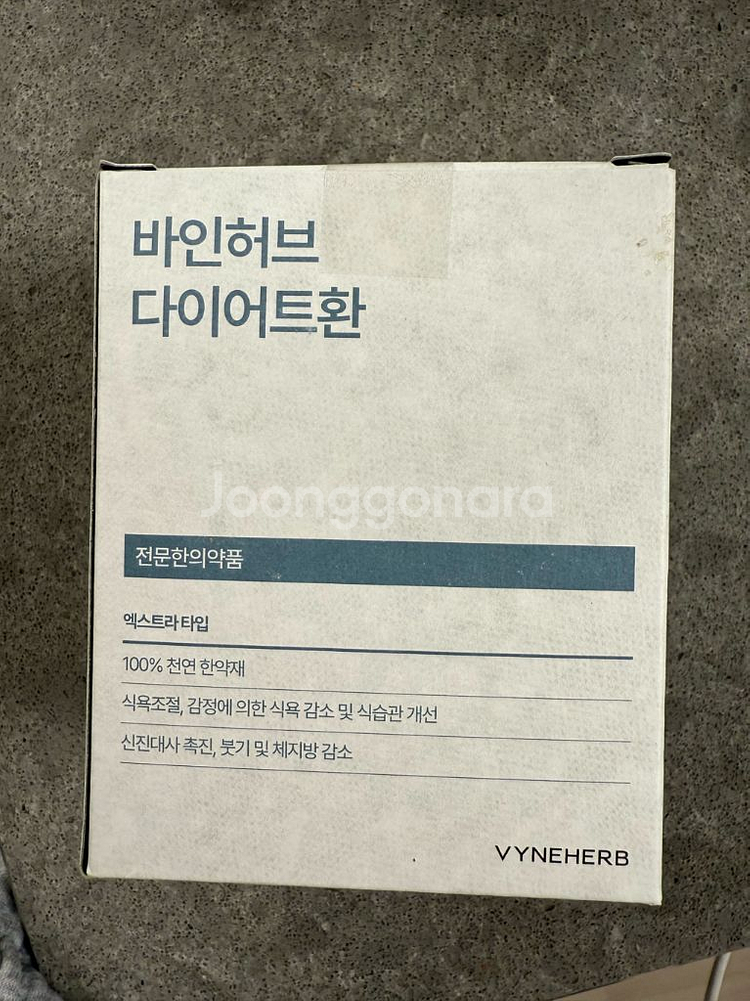 바인허브
다이어트환
Joonggonara
전문한의약품
엑스트라 타입
100% 천연 한약재
식욕조절, 감정에 의한 식욕 감소 및 식습관 개선
신진대사 촉진, 붓기 및 체지방 감소
VYNEHERB